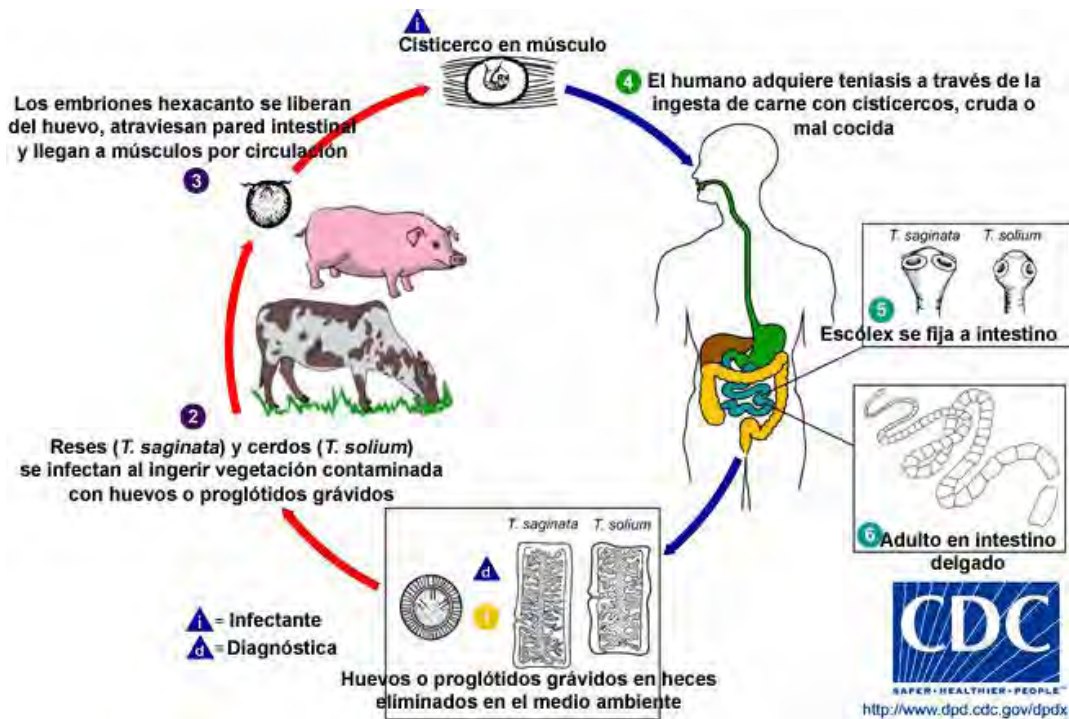 i
Cisticerco en músculo
4 El humano adquiere teniasis a través de la
ingesta de carne con cisticercos, cruda o
mal cocida
Los embriones hexacanto se liberan
del huevo, atraviesan pared intestinal
y llegan a músculos por circulación
3
T. saginata T. solium
5
Escólex se fija a intestino
2
Reses (T. saginata) y cerdos (T. solium)
se infectan al ingerir vegetación contaminada
con huevos o proglótidos grávidos
6 Adulto en intestino
delgado
T. saginata T. solium
d
1
i = Infectante
d = Diagnóstica
Huevos o proglótidos grávidos en heces
eliminados en el medio ambiente
CDC
SAFER•HEALTHIER•PEOPLE™
http://www.dpd.cdc.gov/dpdx